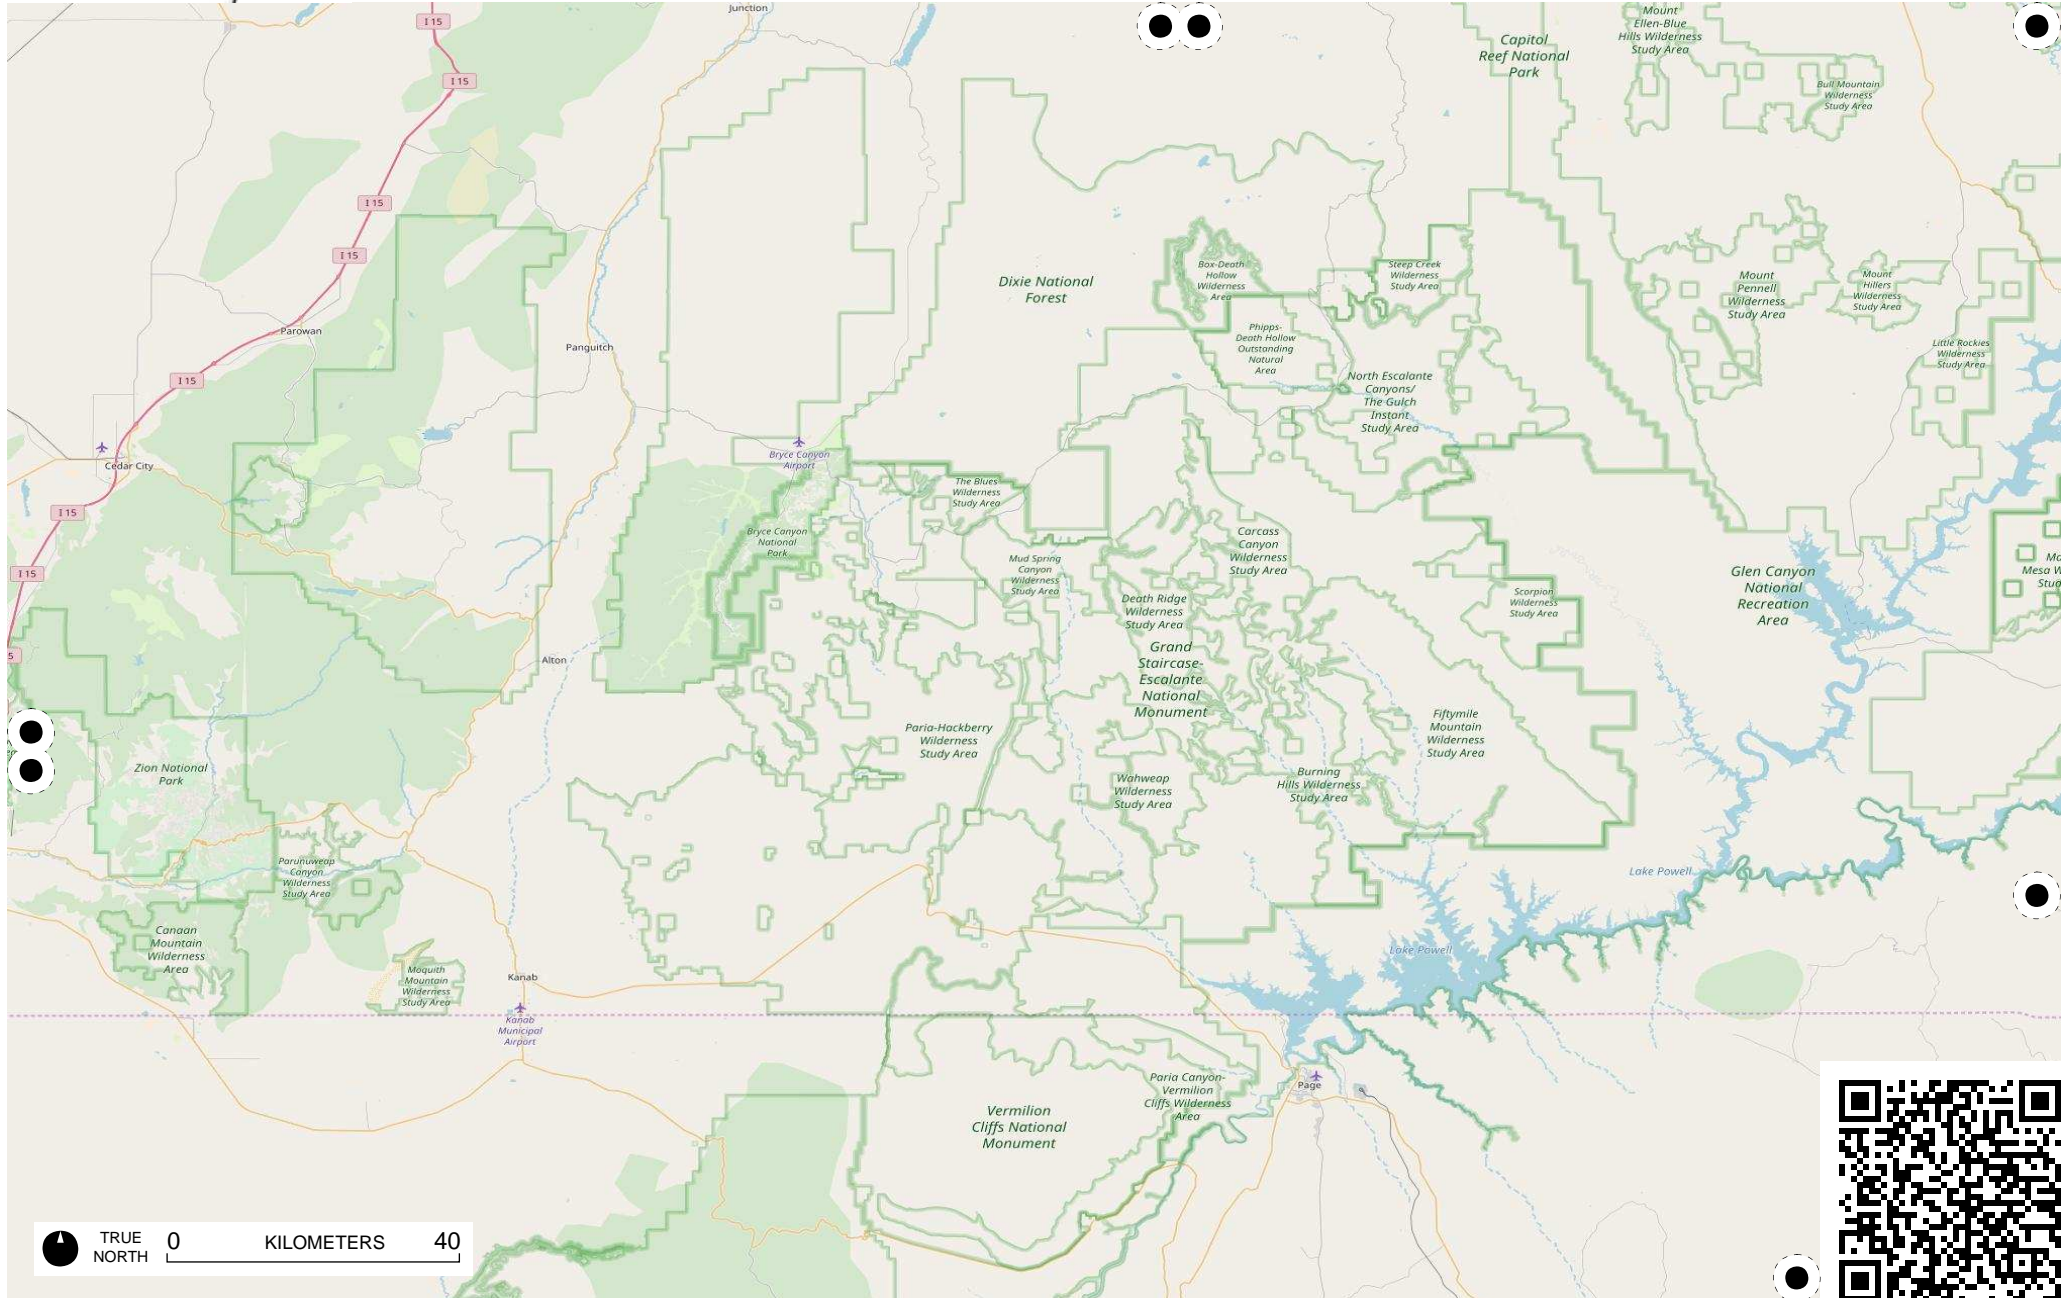 Junction
I 15
Capitol
Reef National
Park
Mount
Ellen-Blue
Hills Wilderness
Study Area
I 15
Bull Mountain
Wilderness
Study Area
I 15
I 15
Dixie National
Forest
Box-Death
Hollow
Wilderness
Area
Steep Creek
Wilderness
Study Area
Mount
Pennell
Wilderness
Study Area
Mount
Hillers
Wilderness
Study Area
Parowan
Panguitch
Phipps-
Death Hollow
Outstanding
Natural
Area
Little Rockies
Wilderness
Study Area
I 15
North Escalante
Canyons/
The Gulch
Instant
Study Area
Cedar City
Bryce Canyon
Airport
The Blues
Wilderness
Study Area
I 15
Bryce Canyon
National
Park
Carcass
Canyon
Wilderness
Study Area
Mud Spring
Canyon
Wilderness
Study Area
I 15
Glen Canyon
National
Recreation
Area
Ma
Mesa W
Stud
Death Ridge
Wilderness
Study Area
Scorpion
Wilderness
Study Area
5
Alton
Grand
Staircase-
Escalante
National
Monument
Paria-Hackberry
Wilderness
Study Area
Fiftymile
Mountain
Wilderness
Study Area
Zion National
Park
Wahweap
Wilderness
Study Area
Burning
Hills Wilderness
Study Area
Parunuweap
Canyon
Wilderness
Study Area
Lake Powell
Canaan
Mountain
Wilderness
Area
Lake Powell
Moquith
Mountain
Wilderness
Study Area
Kanab
Kanab
Municipal
Airport
Paria Canyon-
Vermilion
Cliffs Wilderness
Area
Page
Vermilion
Cliffs National
Monument
TRUE
NORTH
0 KILOMETERS 40